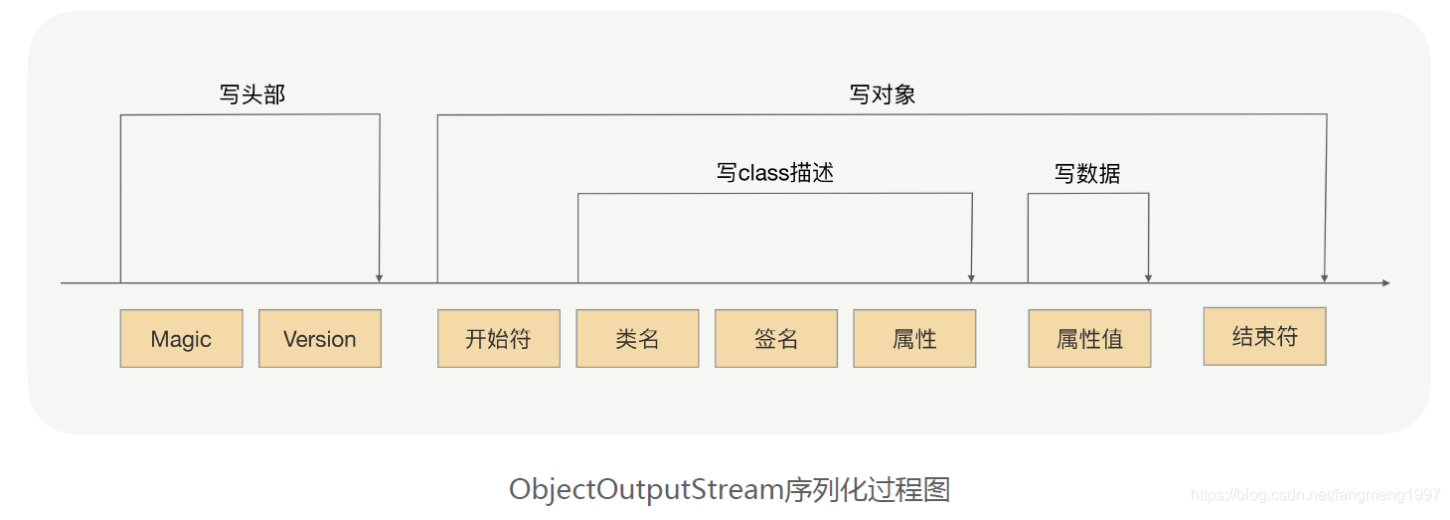 写头部
写对象
写class描述
写数据
Magic
Version
开始符
类名
签名
属性
属性值
结束符
ObjectOutputStream序列化过程图
https://blog.csdn.net/fangmeng1997